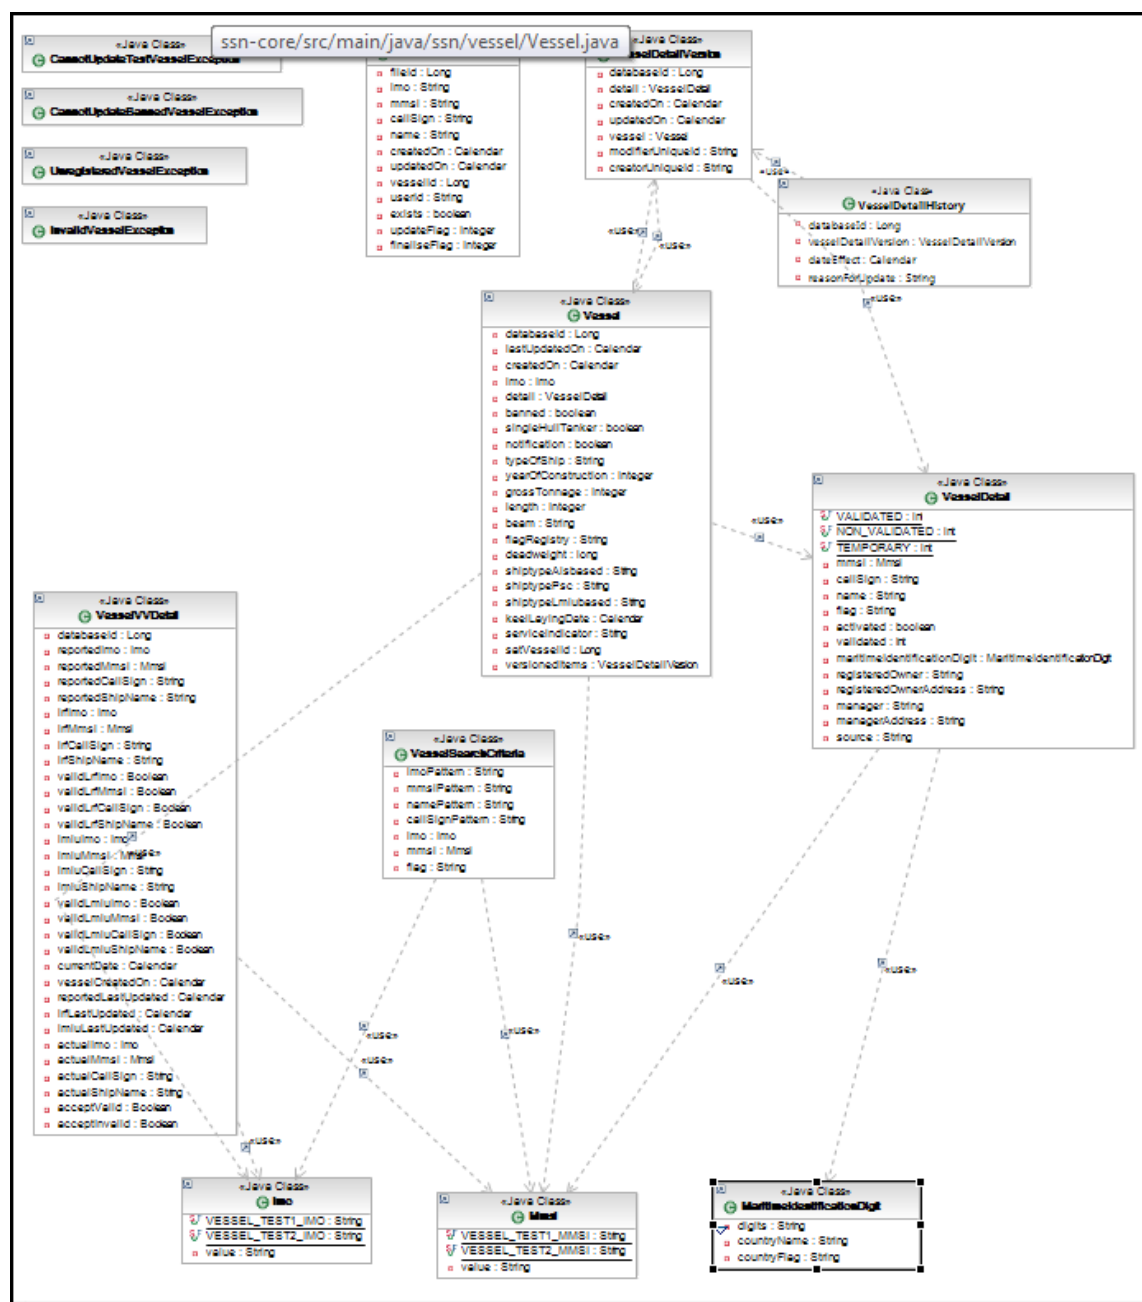 «Java Class»
CannotUpdateTestVesselException
«Java Class»
CannotUpdateBannedVesselException
«Java Class»
UnregisteredVesselException
«Java Class»
InvalidVesselException
ssn-core/src/main/java/ssn/vessel/Vessel.java
fileId : Long
imo : String
mmsi : String
callSign : String
name : String
createdOn : Calendar
updatedOn : Calendar
vesselId : Long
userId : String
exists : boolean
updateFlag : Integer
finaliseFlag : Integer
VesselDetailVersion
databaseId : Long
detail : VesselDetail
createdOn : Calendar
updatedOn : Calendar
vessel : Vessel
modifierUniqueId : String
creatorUniqueId : String
«use»
«Java Class»
VesselDetailHistory
databaseId : Long
vesselDetailVersion : VesselDetailVersion
dateEffect : Calendar
reasonForUpdate : String
«use»
«use»
«use»
«Java Class»
Vessel
databaseId : Long
lastUpdatedOn : Calendar
createdOn : Calendar
imo : Imo
detail : VesselDetail
banned : boolean
singleHullTanker : boolean
notification : boolean
typeOfShip : String
yearOfConstruction : Integer
grossTonnage : Integer
length : Integer
beam : String
flagRegistry : String
deadweight : long
shiptypeAisbased : String
shiptypePsc : String
shiptypeLmiubased : String
keelLayingDate : Calendar
serviceIndicator : String
satVesselId : Long
versionedItems : VesselDetailVersion
«use»
«Java Class»
VesselDetail
VALIDATED : int
NON_VALIDATED : int
TEMPORARY : int
mmsi : Mmsi
callSign : String
name : String
flag : String
activated : boolean
validated : int
maritimeIdentificationDigit : MaritimeIdentificationDigit
registeredOwner : String
registeredOwnerAddress : String
manager : String
managerAddress : String
source : String
«Java Class»
VesselVVDetail
databaseId : Long
reportedImo : Imo
reportedMmsi : Mmsi
reportedCallSign : String
reportedShipName : String
lrfImo : Imo
lrfMmsi : Mmsi
lrfCallSign : String
lrfShipName : String
validLrfImo : Boolean
validLrfMmsi : Boolean
validLrfCallSign : Boolean
validLrfShipName : Boolean
lmiuImo : Imo
lmiuMmsi : Mmsi
«use»
lmiuCallSign : String
lmiuShipName : String
validLmiuImo : Boolean
validLmiuMmsi : Boolean
validLmiuCallSign : Boolean
validLmiuShipName : Boolean
currentDate : Calendar
vesselCreatedOn : Calendar
reportedLastUpdated : Calendar
lrfLastUpdated : Calendar
lmiuLastUpdated : Calendar
actualImo : Imo
actualMmsi : Mmsi
actualCallSign : String
actualShipName : String
acceptValid : Boolean
acceptInvalid : Boolean
«Java Class»
VesselSearchCriteria
imoPattern : String
mmsiPattern : String
namePattern : String
callSignPattern : String
imo : Imo
mmsi : Mmsi
flag : String
«use»
«use»
«use»
«use»
«use»
«use»
«use»
«Java Class»
Imo
VESSEL_TEST1_IMO : String
VESSEL_TEST2_IMO : String
value : String
«Java Class»
Mmsi
VESSEL_TEST1_MMSI : String
VESSEL_TEST2_MMSI : String
value : String
«Java Class»
MaritimeIdentificationDigit
digits : String
countryName : String
countryFlag : String